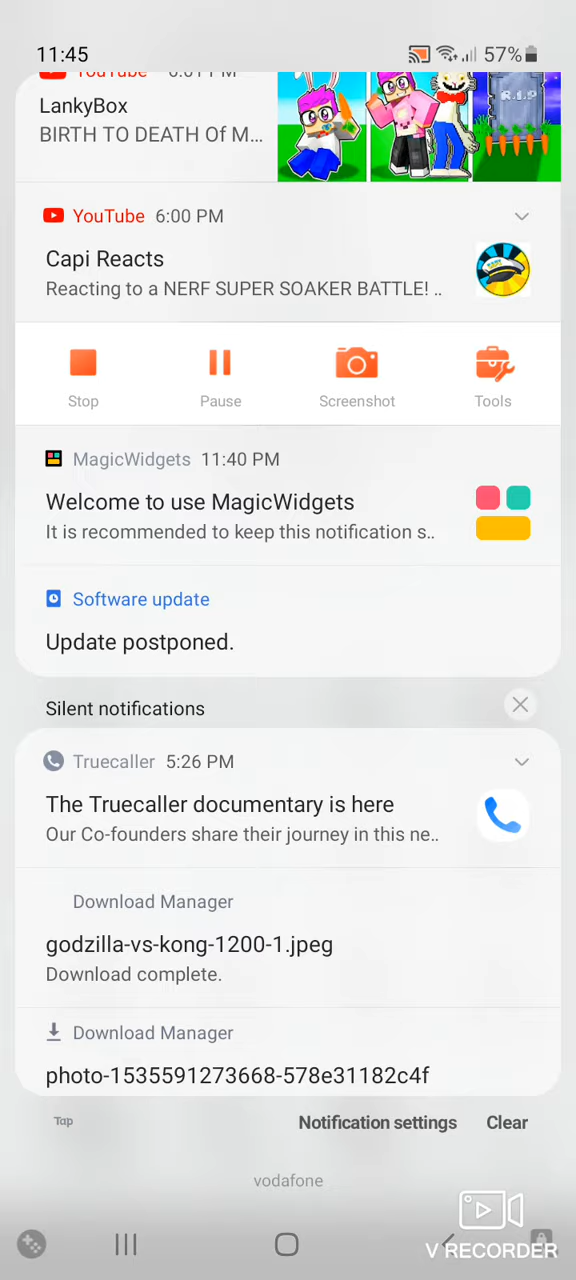 11:45
57%
YouTube 6:01 PM
LankyBox
BIRTH TO DEATH Of M...
R.I.P
YouTube 6:00 PM
Capi Reacts
Reacting to a NERF SUPER SOAKER BATTLE! ..
Stop
Pause
Screenshot
Tools
MagicWidgets 11:40 PM
Welcome to use MagicWidgets
It is recommended to keep this notification s..
Software update
Update postponed.
Silent notifications
Truecaller 5:26 PM
The Truecaller documentary is here
Our Co-founders share their journey in this ne..
Download Manager
godzilla-vs-kong-1200-1.jpeg
Download complete.
Download Manager
photo-1535591273668-578e31182c4f
Tap
Notification settings
Clear
vodafone
V RECORDER